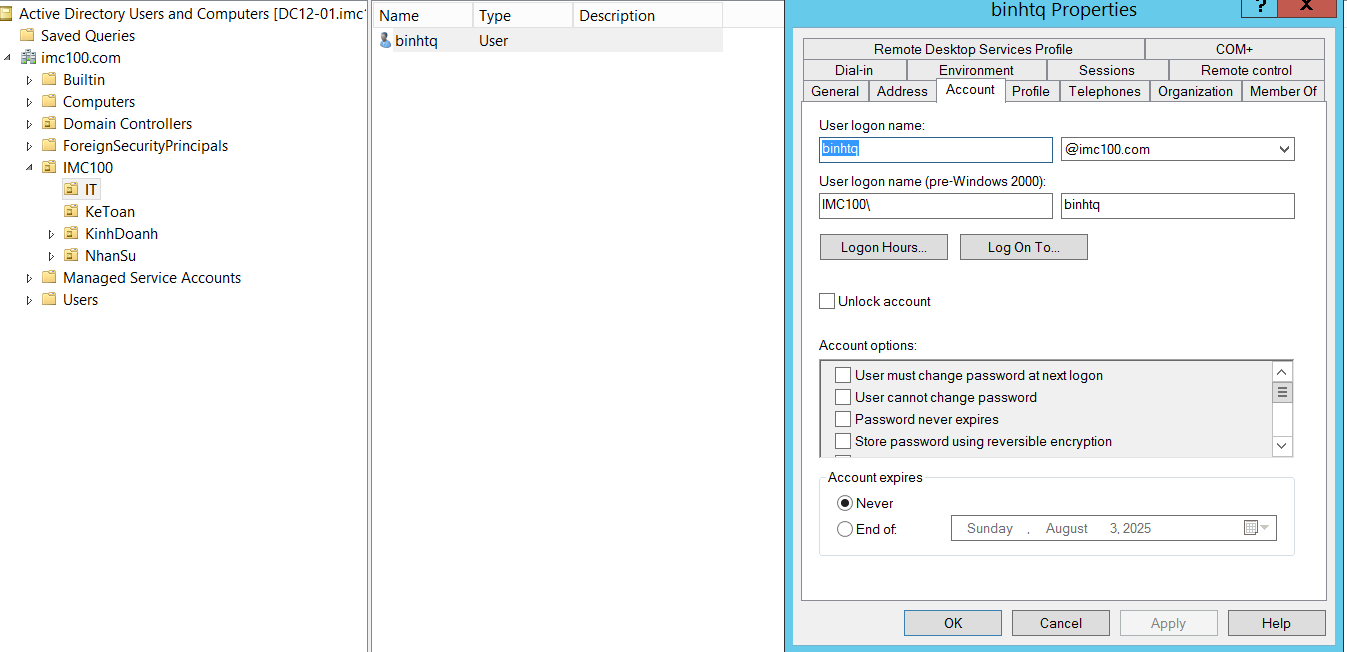 Active Directory Users and Computers [DC12-01.imc
Saved Queries
imc100.com
Builtin
Computers
Domain Controllers
ForeignSecurityPrincipals
IMC100
IT
KeToan
KinhDoanh
NhanSu
Managed Service Accounts
Users
Name Type Description
binhtq User
binhtq Properties
? X
Remote Desktop Services Profile COM+
Dial-in Environment Sessions Remote control
General Address Account Profile Telephones Organization Member Of
User logon name:
binhtq @imc100.com
User logon name (pre-Windows 2000):
IMC100\ binhtq
Logon Hours... Log On To...
Unlock account
Account options:
User must change password at next logon
User cannot change password
Password never expires
Store password using reversible encryption
Account expires
Never
End of: Sunday , August 3, 2025
OK Cancel Apply Help